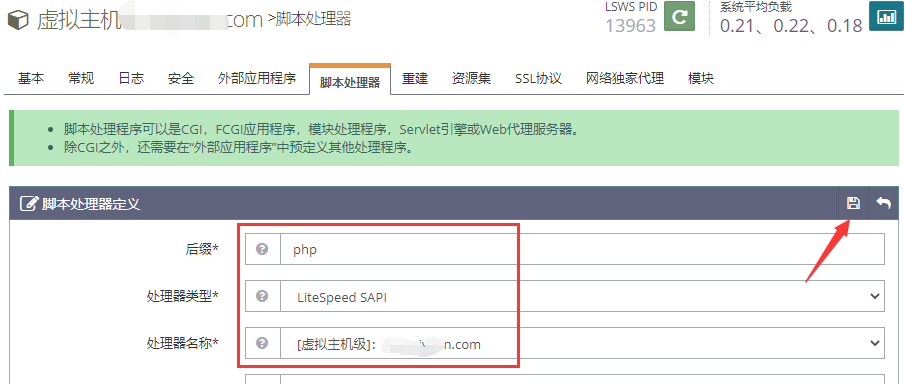 虚拟主机 com >脚本处理器
LSWS PID
13963
系统平均负载
0.21、0.22、0.18
基本 常规 日志 安全 外部应用程序 脚本处理器 重建 资源集 SSL协议 网络独家代理 模块
脚本处理程序可以是CGI，FCGI应用程序，模块处理程序，Servlet引擎或Web代理服务器。
除CGI之外，还需要在“外部应用程序”中预定义其他处理程序。
脚本处理器定义
后缀* php
处理器类型* LiteSpeed SAPI
处理器名称* [虚拟主机级]: n.com